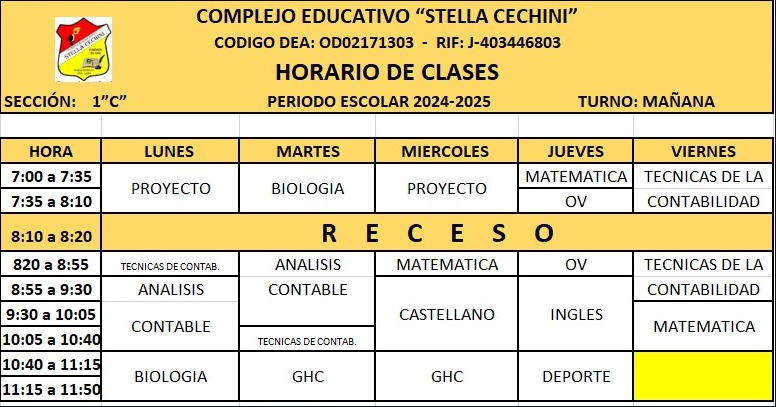 STELLA CECHINI
COMPLEJO EDUCATIVO “STELLA CECHINI”
CODIGO DEA: OD02171303 - RIF: J-403446803
HORARIO DE CLASES
SECCIÓN: 1”C” PERIODO ESCOLAR 2024-2025 TURNO: MAÑANA
HORA LUNES MARTES MIERCOLES JUEVES VIERNES
7:00 a 7:35 PROYECTO BIOLOGIA PROYECTO MATEMATICA TECNICAS DE LA
7:35 a 8:10 OV CONTABILIDAD
8:10 a 8:20 R E C E S O
820 a 8:55 TECNICAS DE CONTAB. ANALISIS MATEMATICA OV TECNICAS DE LA
8:55 a 9:30 ANALISIS CONTABLE CONTABILIDAD
9:30 a 10:05 CONTABLE CASTELLANO INGLES MATEMATICA
10:05 a 10:40 TECNICAS DE CONTAB.
10:40 a 11:15 BIOLOGIA GHC GHC DEPORTE
11:15 a 11:50